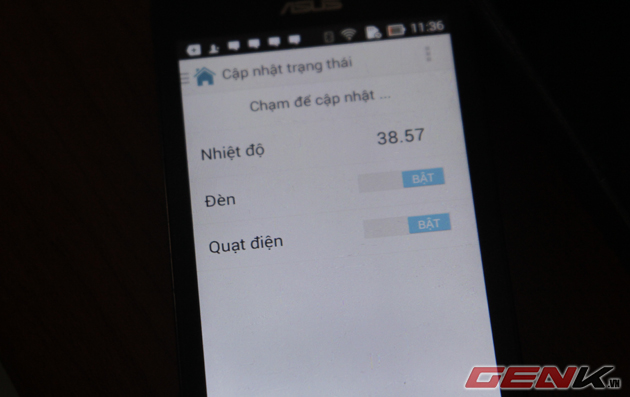 ASUS
11:36
Cập nhật trạng thái
Chạm để cập nhật ...
Nhiệt độ 38.57
Đèn BẬT
Quạt điện BẬT
GENK.VN